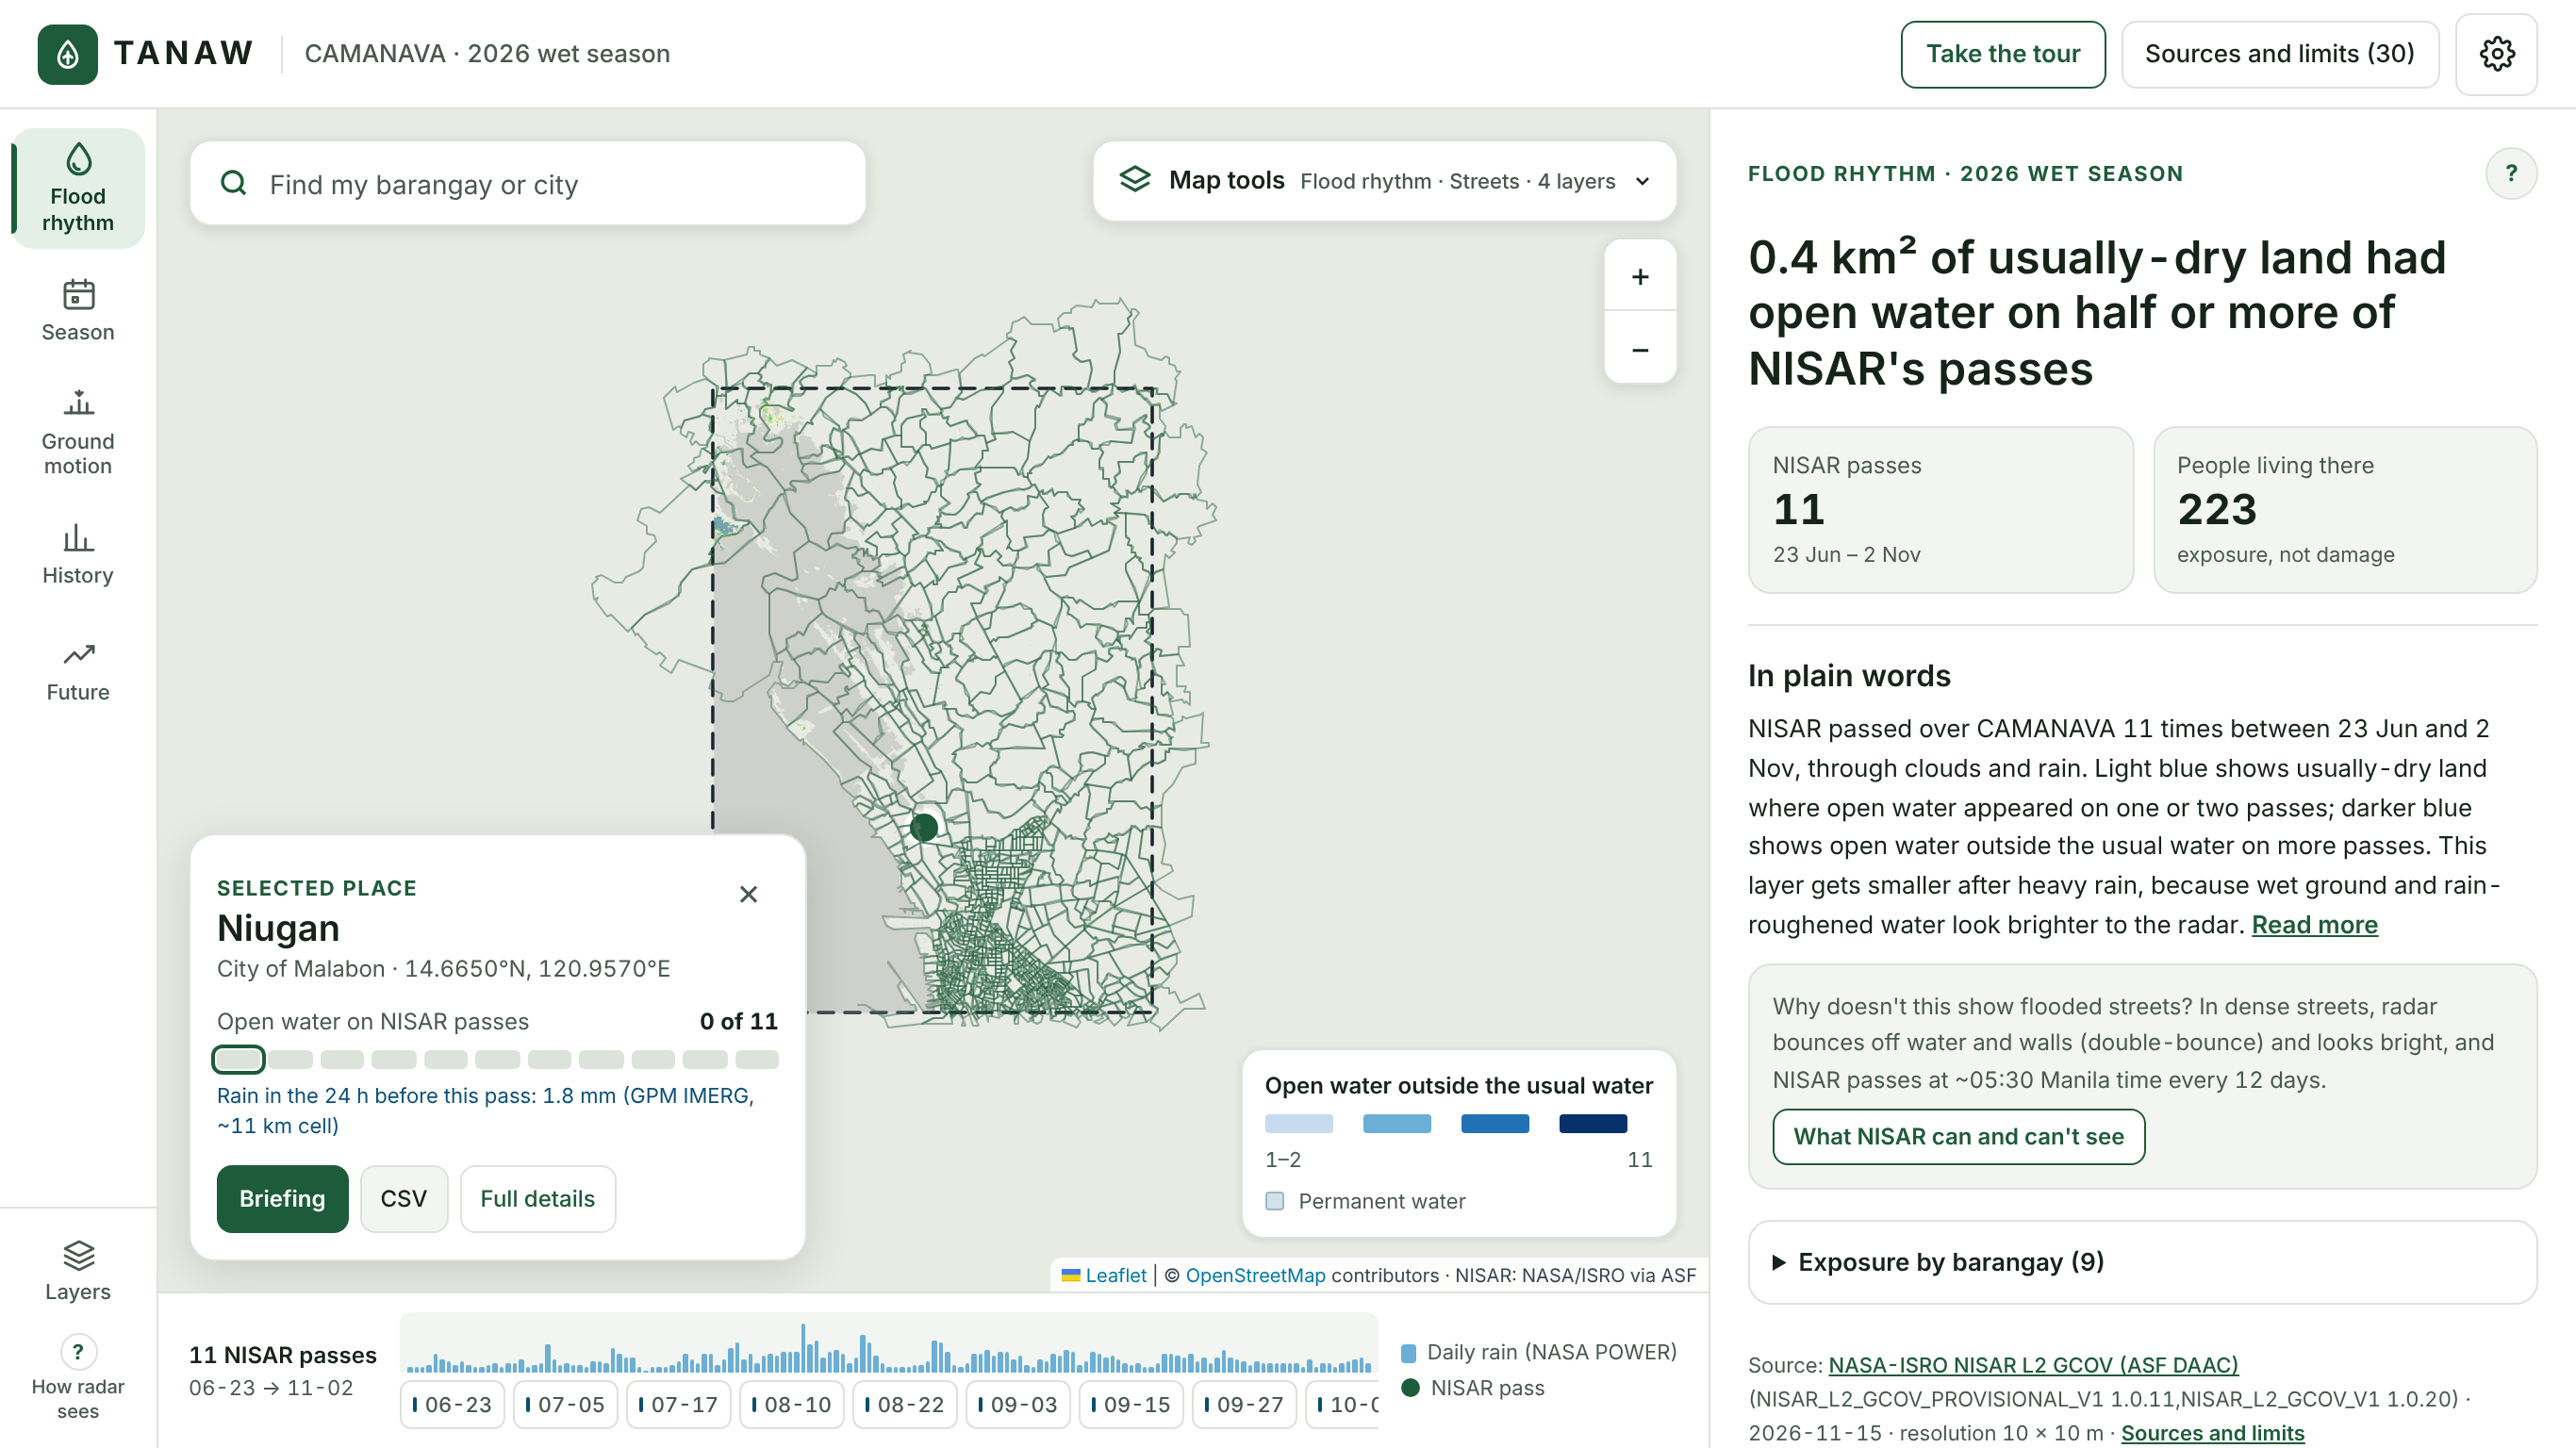 TANAW
CAMANAVA · 2026 wet season
Take the tour
Sources and limits (30)
Flood
rhythm
Season
Ground
motion
History
Future
Layers
?
How radar
sees
Find my barangay or city
Map tools Flood rhythm · Streets · 4 layers
+
−
SELECTED PLACE
Niugan
City of Malabon · 14.6650°N, 120.9570°E
Open water on NISAR passes 0 of 11
Rain in the 24 h before this pass: 1.8 mm (GPM IMERG,
~11 km cell)
Briefing
CSV
Full details
Open water outside the usual water
1–2 11
Permanent water
Leaflet | © OpenStreetMap contributors · NISAR: NASA/ISRO via ASF
11 NISAR passes
06-23 → 11-02
06-23
07-05
07-17
08-10
08-22
09-03
09-15
09-27
Daily rain (NASA POWER)
NISAR pass
FLOOD RHYTHM · 2026 WET SEASON
?
0.4 km² of usually-dry land had
open water on half or more of
NISAR's passes
NISAR passes
11
23 Jun – 2 Nov
People living there
223
exposure, not damage
In plain words
NISAR passed over CAMANAVA 11 times between 23 Jun and 2
Nov, through clouds and rain. Light blue shows usually-dry land
where open water appeared on one or two passes; darker blue
shows open water outside the usual water on more passes. This
layer gets smaller after heavy rain, because wet ground and rain-
roughened water look brighter to the radar. Read more
Why doesn't this show flooded streets? In dense streets, radar
bounces off water and walls (double-bounce) and looks bright, and
NISAR passes at ~05:30 Manila time every 12 days.
What NISAR can and can't see
Exposure by barangay (9)
Source: NASA-ISRO NISAR L2 GCOV (ASF DAAC)
(NISAR_L2_GCOV_PROVISIONAL_V1 1.0.11,NISAR_L2_GCOV_V1 1.0.20) ·
2026-11-15 · resolution 10 × 10 m · Sources and limits